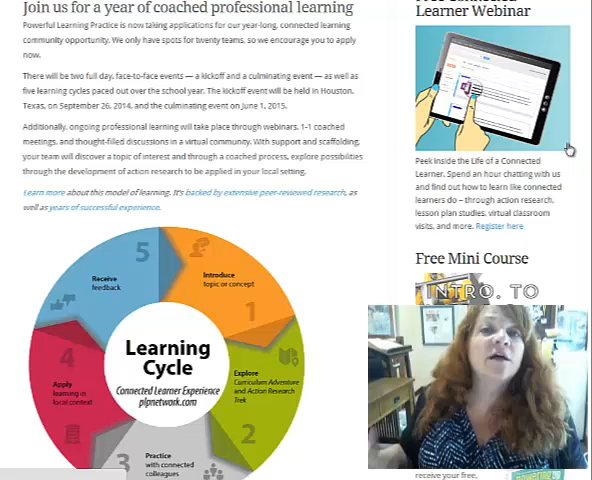 Join us for a year of coached professional learning
Powerful Learning Practice is now taking applications for our year-long, connected learning
community opportunity. We only have spots for twenty teams, so we encourage you to apply
now.
There will be two full day, face-to-face events — a kickoff and a culminating event — as well as
five learning cycles paced out over the school year. The kickoff event will be held in Houston,
Texas, on September 26, 2014, and the culminating event on June 1, 2015.
Additionally, ongoing professional learning will take place through webinars, 1-1 coached
meetings, and thought-filled discussions in a virtual community. With support and scaffolding,
your team will discover a topic of interest and through a coached process, explore possibilities
through the development of action research to be applied in your local setting.
Learn more about this model of learning. It's backed by extensive peer-reviewed research, as
well as years of successful experience.
5
Receive
feedback
Introduce
topic or concept
1
Learning
Cycle
Connected Learner Experience
plpnetwork.com
4
Apply
learning in
local context
Explore
Curriculum Adventure
and Action Research
Trek
2
3
Practice
with connected
colleagues
Learner Webinar
Peek inside the Life of a Connected
Learner. Spend an hour chatting with us
and find out how to learn like connected
learners do – through action research,
lesson plan studies, virtual classroom
visits, and more. Register here
Free Mini Course
INTRO. TO
receive your free,